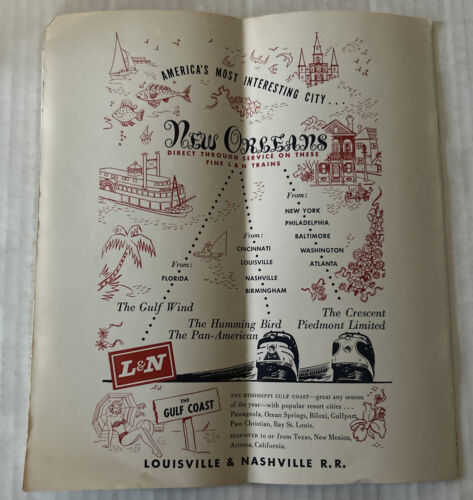 AMERICA'S MOST INTERESTING CITY...
NEW ORLEANS
DIRECT THROUGH SERVICE ON THESE
FINE L&N TRAINS
From:
NEW YORK
PHILADELPHIA
BALTIMORE
WASHINGTON
ATLANTA
From:
CINCINNATI
LOUISVILLE
NASHVILLE
BIRMINGHAM
From:
FLORIDA
The Gulf Wind
The Humming Bird
The Pan-American
The Crescent
Piedmont Limited
L&N
THE
GULF COAST
THE MISSISSIPPI GULF COAST—great any season
of the year—with popular resort cities ...
Pascagoula, Ocean Springs, Biloxi, Gulfport,
Pass Christian, Bay St. Louis.
STOP-OVER to or from Texas, New Mexico,
Arizona, California.
LOUISVILLE & NASHVILLE R.R.